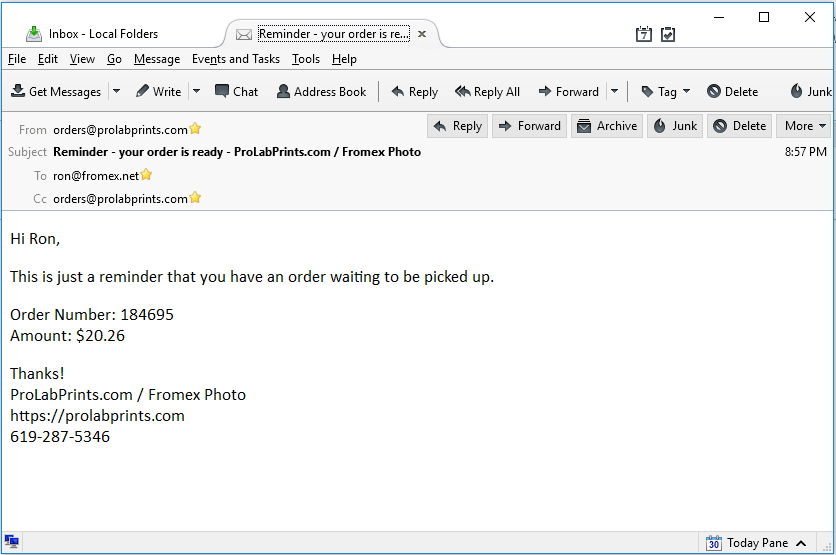 Inbox - Local Folders
Reminder - your order is re...
7
File Edit View Go Message Events and Tasks Tools Help
Get Messages Write Chat Address Book Reply Reply All Forward Tag Delete Junk
From orders@prolabprints.com Reply Forward Archive Junk Delete More
Subject Reminder - your order is ready - ProLabPrints.com / Fromex Photo 8:57 PM
To ron@fromex.net
Cc orders@prolabprints.com
Hi Ron,
This is just a reminder that you have an order waiting to be picked up.
Order Number: 184695
Amount: $20.26
Thanks!
ProLabPrints.com / Fromex Photo
https://prolabprints.com
619-287-5346
30 Today Pane